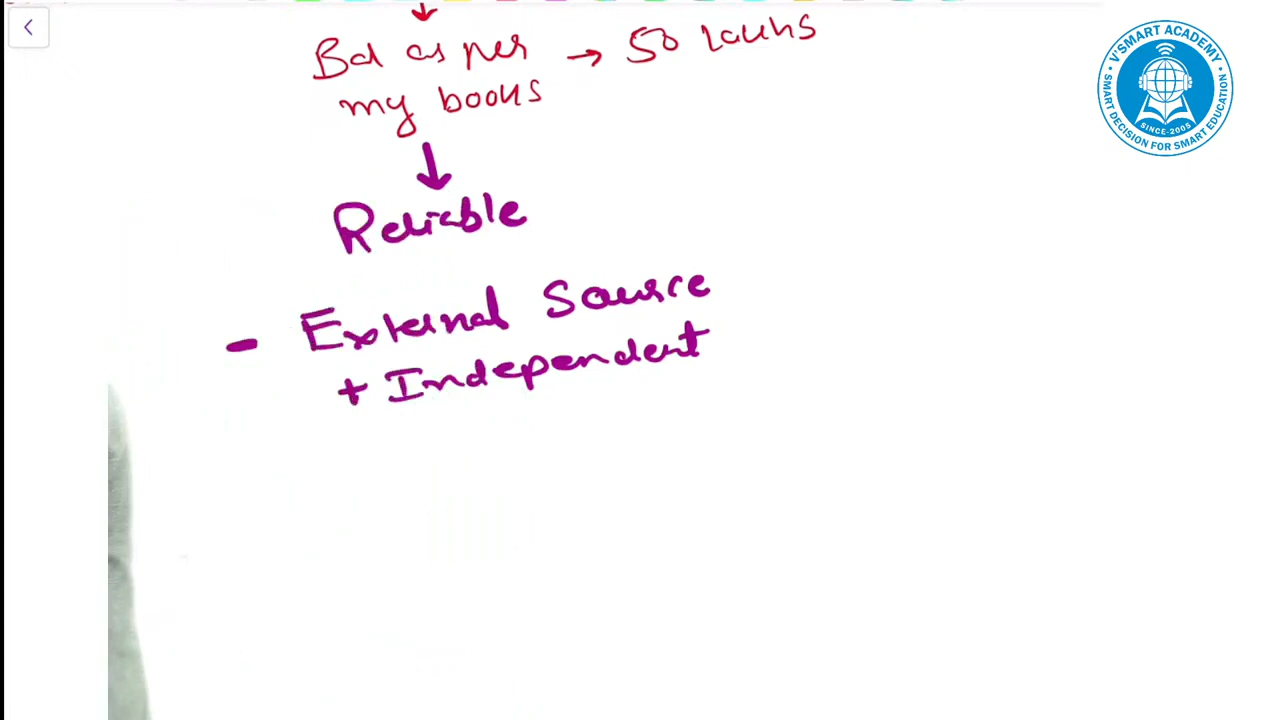 Bal as per → 50 lakhs
my books
Reliable
- External Source
+ Independent
V'SMART ACADEMY
SINCE-2005
SMART DECISION FOR SMART EDUCATION